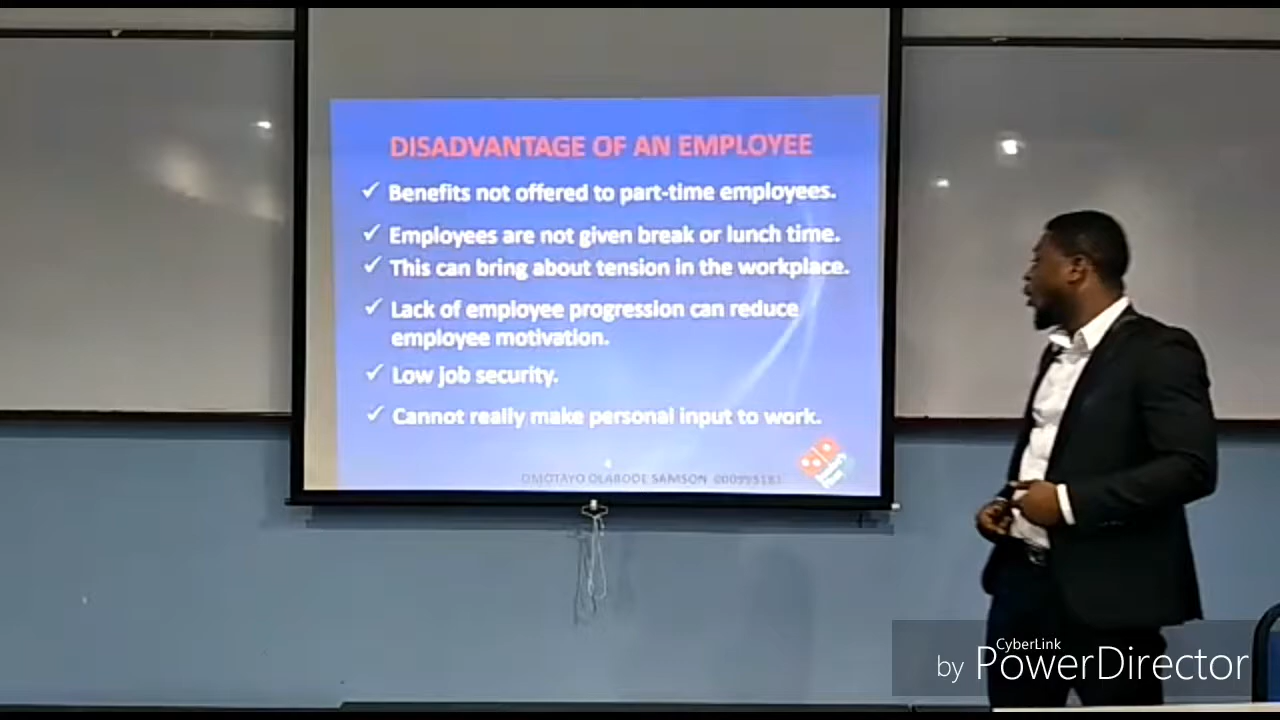 DISADVANTAGE OF AN EMPLOYEE
✓ Benefits not offered to part-time employees.
✓ Employees are not given break or lunch time.
✓ This can bring about tension in the workplace.
✓ Lack of employee progression can reduce
employee motivation.
✓ Low job security.
✓ Cannot really make personal input to work.
4
OMOTAYO OLABODE SAMSON
CyberLink
by PowerDirector